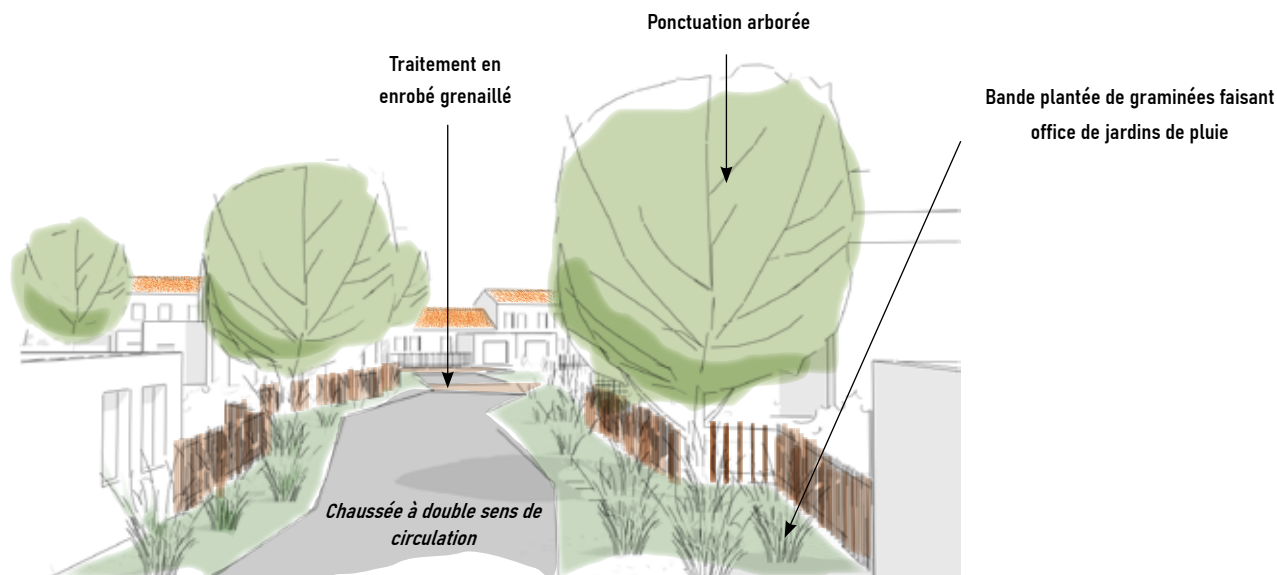 Ponctuation arborée
Traitement en
enrobé grenaillé
Bande plantée de graminées faisant
office de jardins de pluie
Chaussée à double sens de
circulation